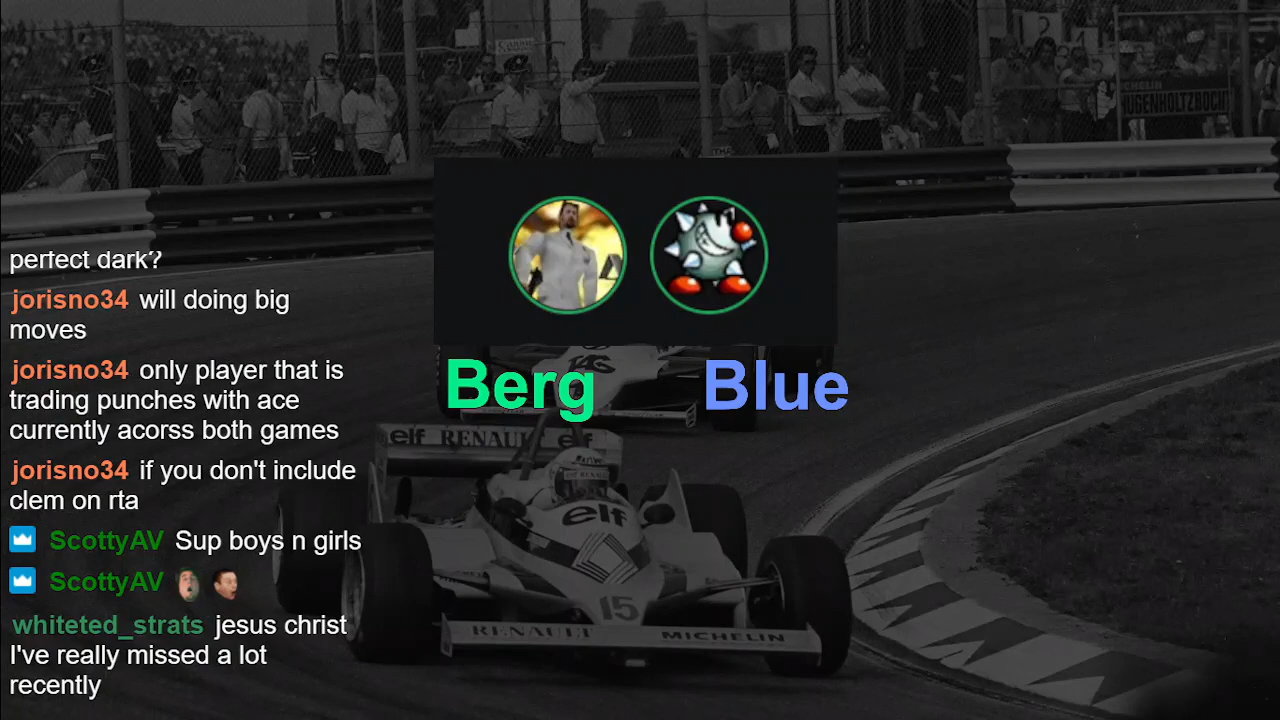 UGENHOLTZBOCH
perfect dark?
jorisno34 will doing big
moves
jorisno34 only player that is
trading punches with ace
currently acorss both games
jorisno34 if you don't include
clem on rta
ScottyAV Sup boys n girls
ScottyAV
whiteted_strats jesus christ
I've really missed a lot
recently
Berg Blue
elf RENAULT elf
elf
15
RENAULT MICHELIN